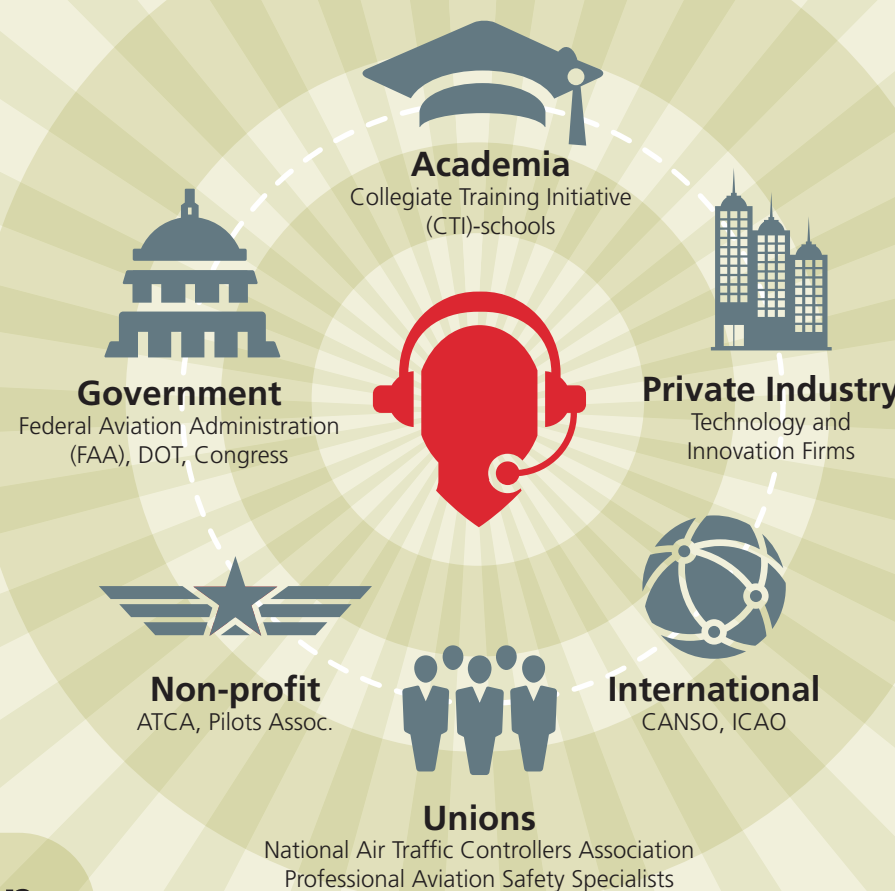 Academia
Collegiate Training Initiative
(CTI)-schools
Government
Federal Aviation Administration
(FAA), DOT, Congress
Private Industry
Technology and
Innovation Firms
Non-profit
ATCA, Pilots Assoc.
International
CANSO, ICAO
Unions
National Air Traffic Controllers Association
Professional Aviation Safety Specialists